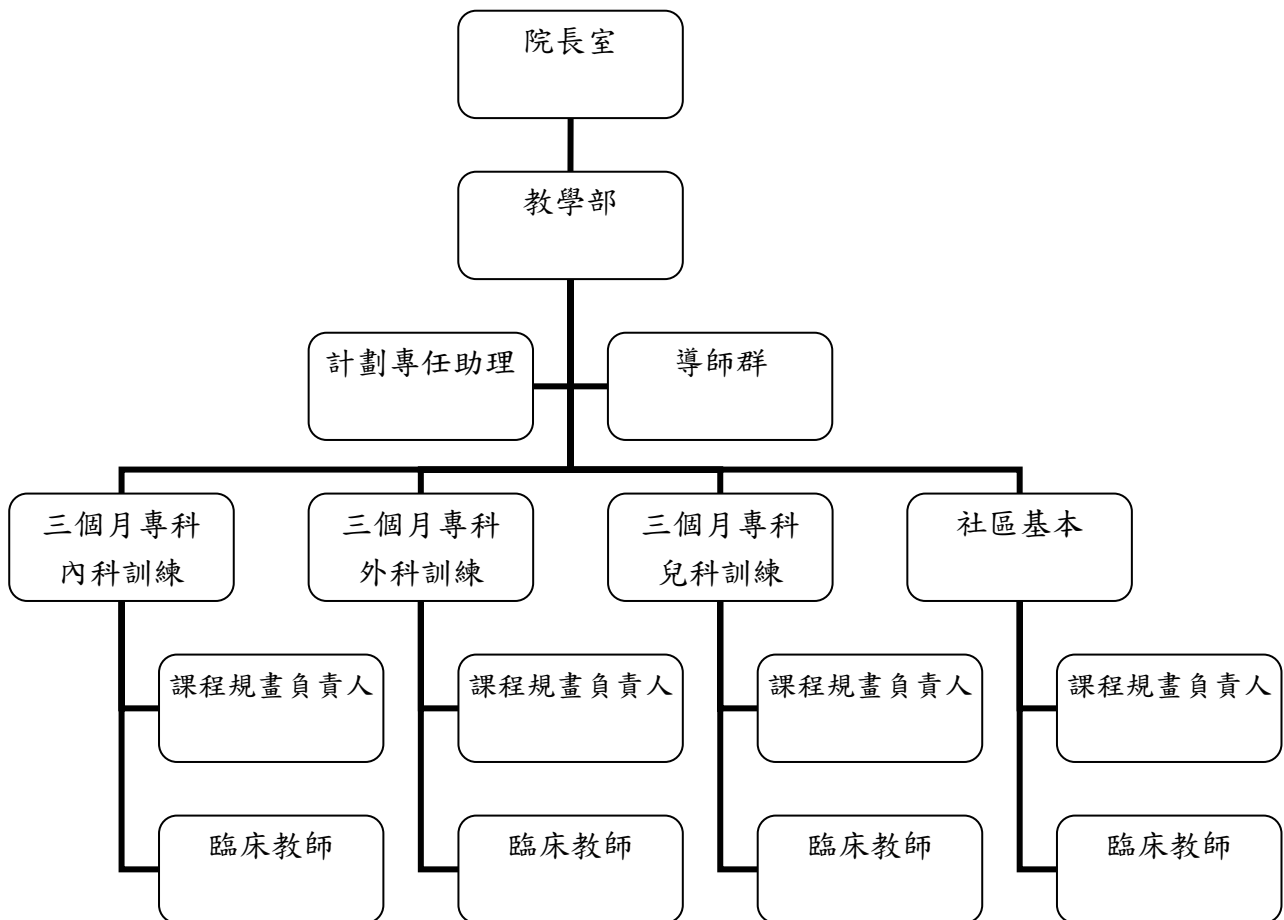 院長室
教學部
計劃專任助理
導師群
三個月專科
內科訓練
三個月專科
外科訓練
三個月專科
兒科訓練
社區基本
課程規畫負責人
課程規畫負責人
課程規畫負責人
課程規畫負責人
臨床教師
臨床教師
臨床教師
臨床教師